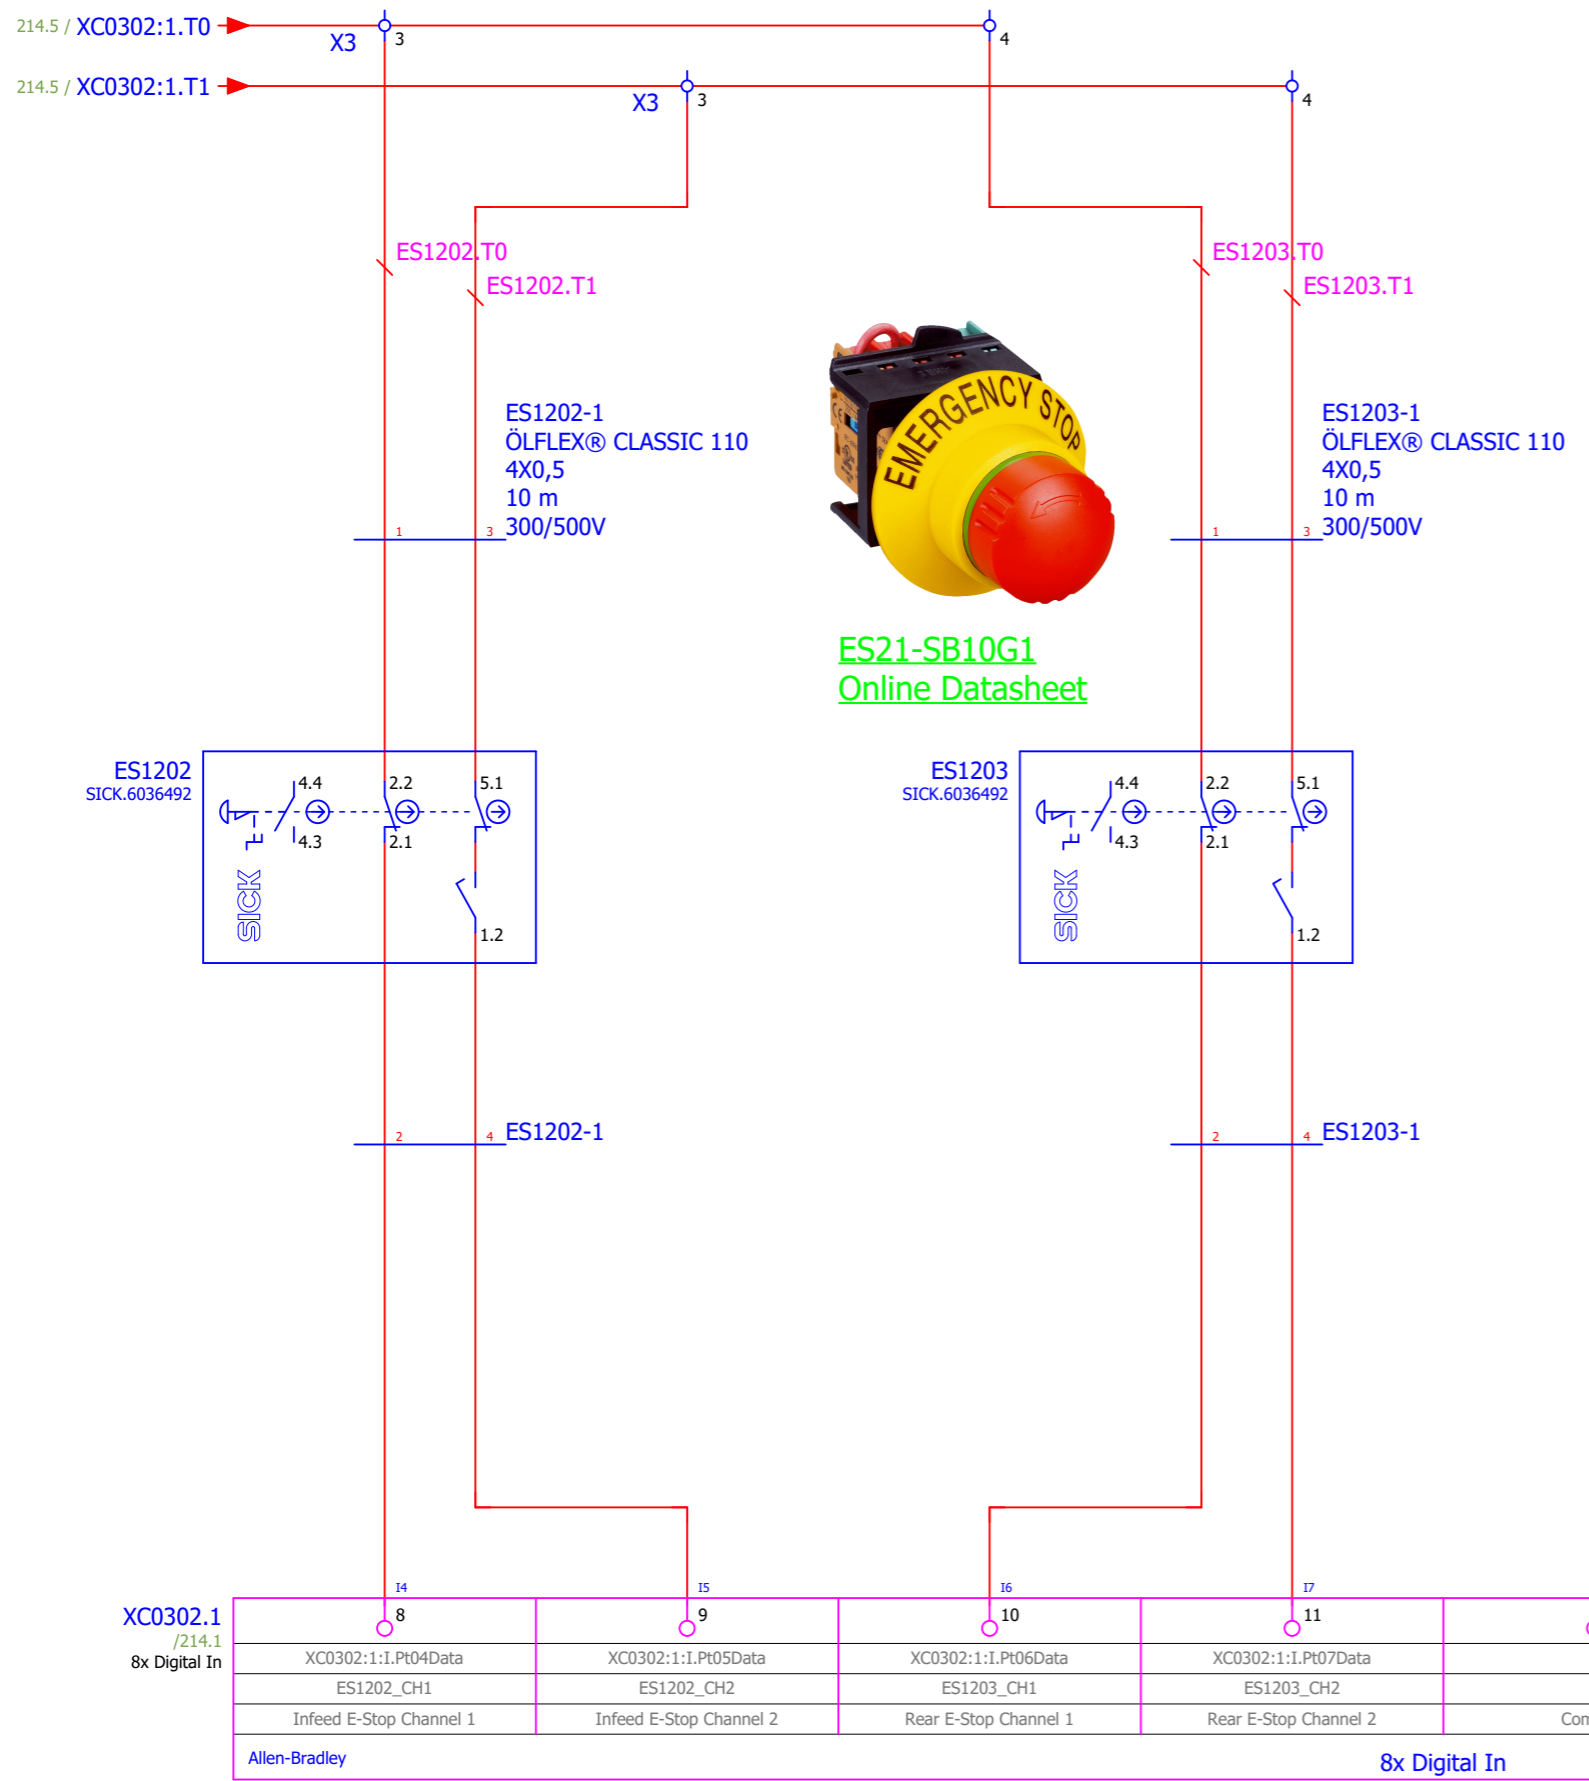 214.5 / XC0302:1.T0
X3
3
4
214.5 / XC0302:1.T1
X3
3
4
ES1202.T0
ES1202.T1
ES1203.T0
ES1203.T1
EMERGENCY STOP
ES1202-1
ÖLFLEX® CLASSIC 110
4X0,5
10 m
300/500V
1
3
ES1203-1
ÖLFLEX® CLASSIC 110
4X0,5
10 m
300/500V
1
3
ES21-SB10G1
Online Datasheet
ES1202
SICK.6036492
4.4
2.2
5.1
4.3
2.1
SICK
1.2
ES1203
SICK.6036492
4.4
2.2
5.1
4.3
2.1
SICK
1.2
2
4
ES1202-1
2
4
ES1203-1
I4
I5
I6
I7
XC0302.1
/214.1
8x Digital In
8
9
10
11
XC0302:1:I.Pt04Data
XC0302:1:I.Pt05Data
XC0302:1:I.Pt06Data
XC0302:1:I.Pt07Data
ES1202_CH1
ES1202_CH2
ES1203_CH1
ES1203_CH2
Infeed E-Stop Channel 1
Infeed E-Stop Channel 2
Rear E-Stop Channel 1
Rear E-Stop Channel 2
Allen-Bradley
8x Digital In